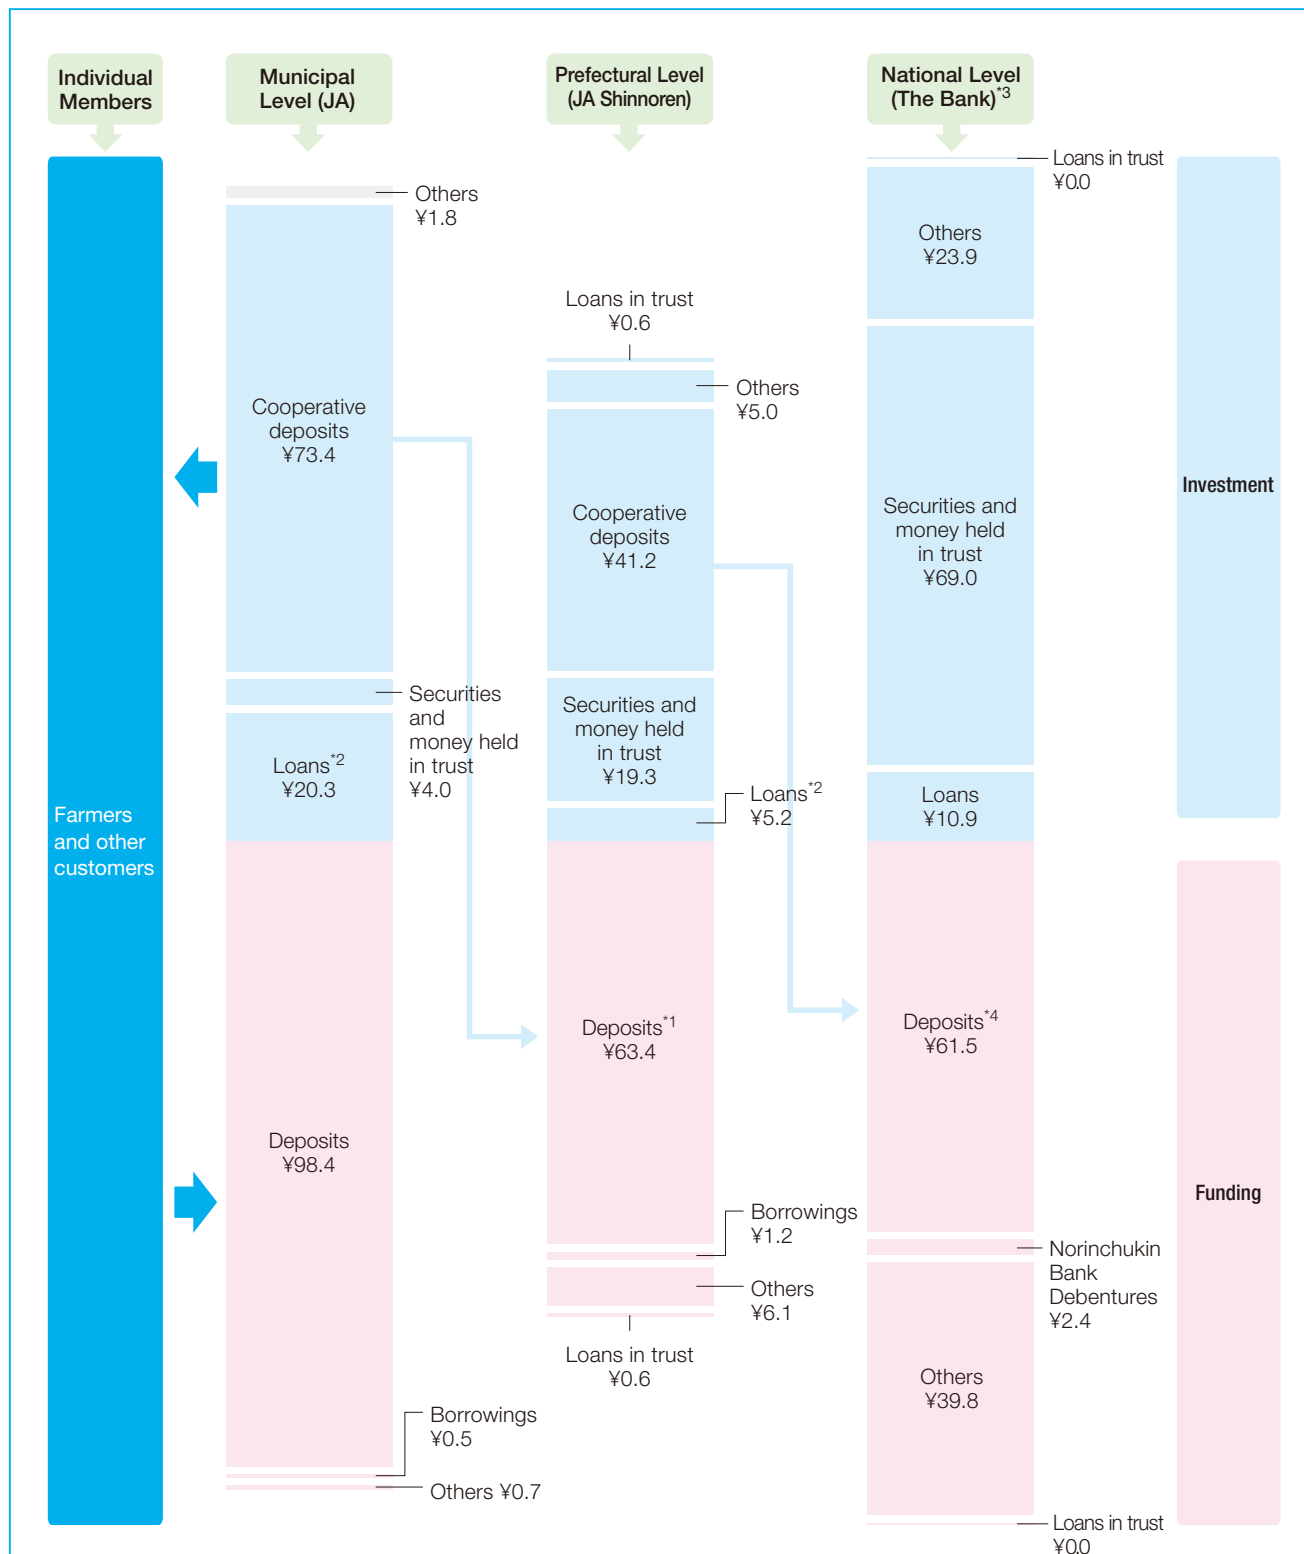 Individual
Members
Municipal
Level (JA)
Prefectural Level
(JA Shinnoren)
National Level
(The Bank)*3
Farmers
and other
customers
Others
¥1.8
Cooperative
deposits
¥73.4
Securities
and
money held
in trust
¥4.0
Loans*2
¥20.3
Deposits
¥98.4
Borrowings
¥0.5
Others ¥0.7
Loans in trust
¥0.6
Others
¥5.0
Cooperative
deposits
¥41.2
Securities and
money held
in trust
¥19.3
Loans*2
¥5.2
Deposits*1
¥63.4
Borrowings
¥1.2
Others
¥6.1
Loans in trust
¥0.6
Loans in trust
¥0.0
Others
¥23.9
Securities and
money held
in trust
¥69.0
Loans
¥10.9
Deposits*4
¥61.5
Norinchukin
Bank
Debentures
¥2.4
Others
¥39.8
Loans in trust
¥0.0
Investment
Funding